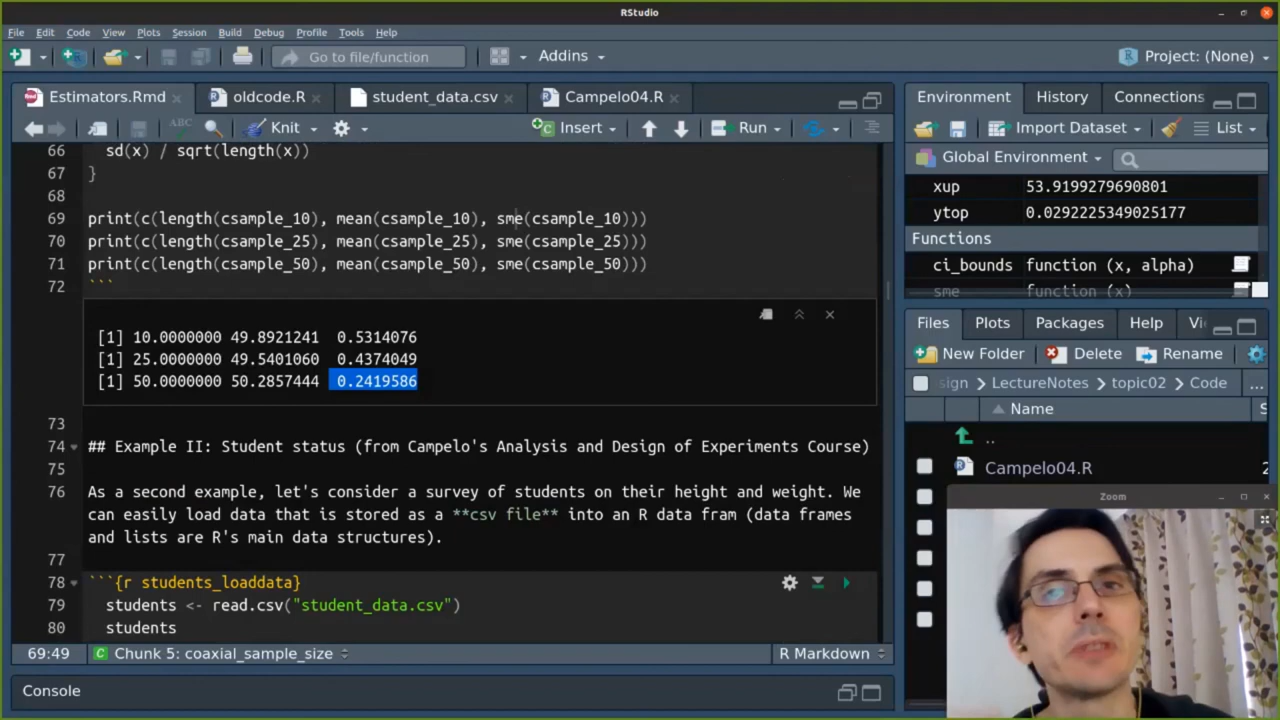 RStudio
File Edit Code View Plots Session Build Debug Profile Tools Help
Go to file/function Addins Project: (None)
Estimators.Rmd oldcode.R student_data.csv Campelo04.R
ABC Knit Insert Run
66 sd(x) / sqrt(length(x))
67 }
68
69 print(c(length(csample_10), mean(csample_10), sme(csample_10)))
70 print(c(length(csample_25), mean(csample_25), sme(csample_25)))
71 print(c(length(csample_50), mean(csample_50), sme(csample_50)))
72 ```
[1] 10.0000000 49.8921241 0.5314076
[1] 25.0000000 49.5401060 0.4374049
[1] 50.0000000 50.2857444 0.2419586
73
74 ## Example II: Student status (from Campelo's Analysis and Design of Experiments Course)
75
76 As a second example, let's consider a survey of students on their height and weight. We
can easily load data that is stored as a **csv file** into an R data fram (data frames
and lists are R's main data structures).
77
78 ```{r students_loaddata}
79 students <- read.csv("student_data.csv")
80 students
69:49 Chunk 5: coaxial_sample_size R Markdown
Console
Environment History Connections
Import Dataset List
Global Environment
xup 53.9199279690801
ytop 0.0292225349025177
Functions
ci_bounds function (x, alpha)
sme function (x)
Files Plots Packages Help Vi
New Folder Delete Rename
sign LectureNotes topic02 Code ...
Name S
..
Campelo04.R 2
Zoom